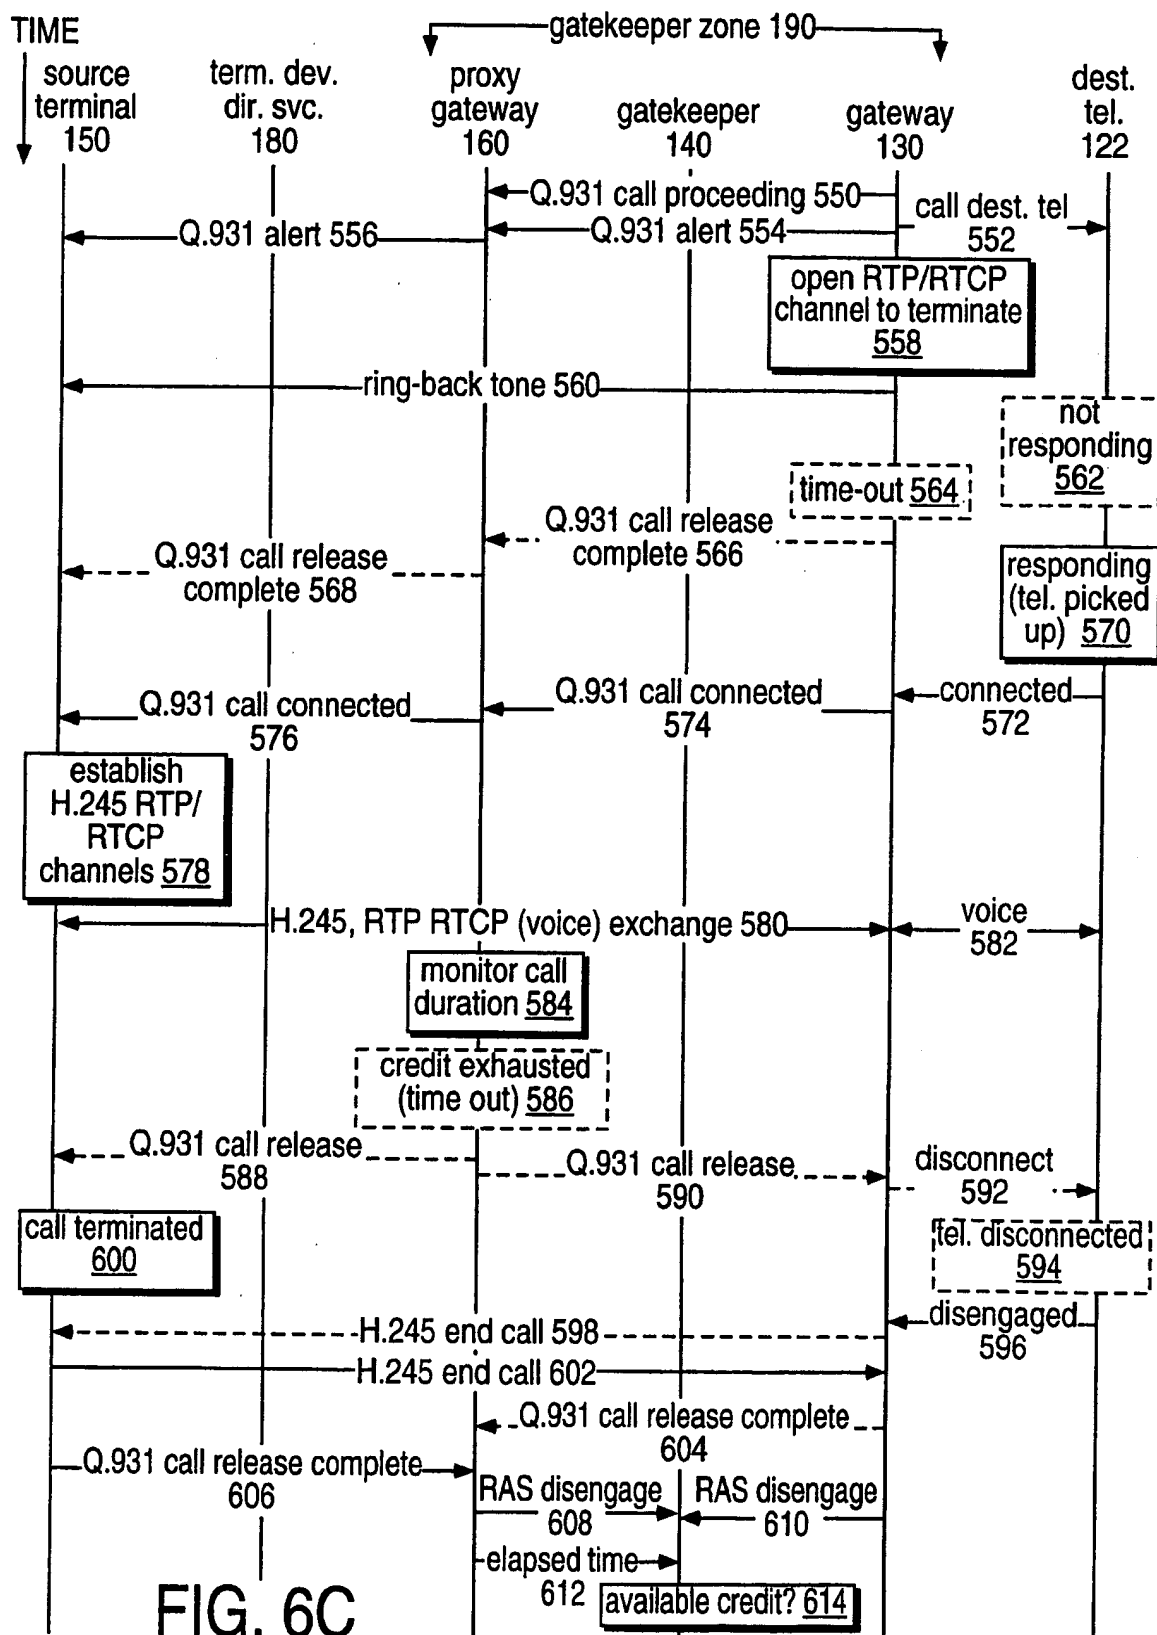 TIME
gatekeeper zone 190
source terminal 150
term. dev. dir. svc. 180
proxy gateway 160
gatekeeper 140
gateway 130
dest. tel. 122
Q.931 call proceeding 550
call dest. tel 552
Q.931 alert 556
Q.931 alert 554
open RTP/RTCP
channel to terminate
558
ring-back tone 560
not
responding
562
time-out 564
Q.931 call release
complete 566
Q.931 call release
complete 568
responding
(tel. picked
up) 570
Q.931 call connected
576
Q.931 call connected
574
connected
572
establish
H.245 RTP/
RTCP
channels 578
H.245, RTP RTCP (voice) exchange 580
voice
582
monitor call
duration 584
credit exhausted
(time out) 586
Q.931 call release
588
Q.931 call release
590
disconnect
592
call terminated
600
tel. disconnected
594
disengaged
596
H.245 end call 598
H.245 end call 602
Q.931 call release complete
604
Q.931 call release complete
606
RAS disengage
608
RAS disengage
610
elapsed time
612
available credit? 614
FIG. 6C